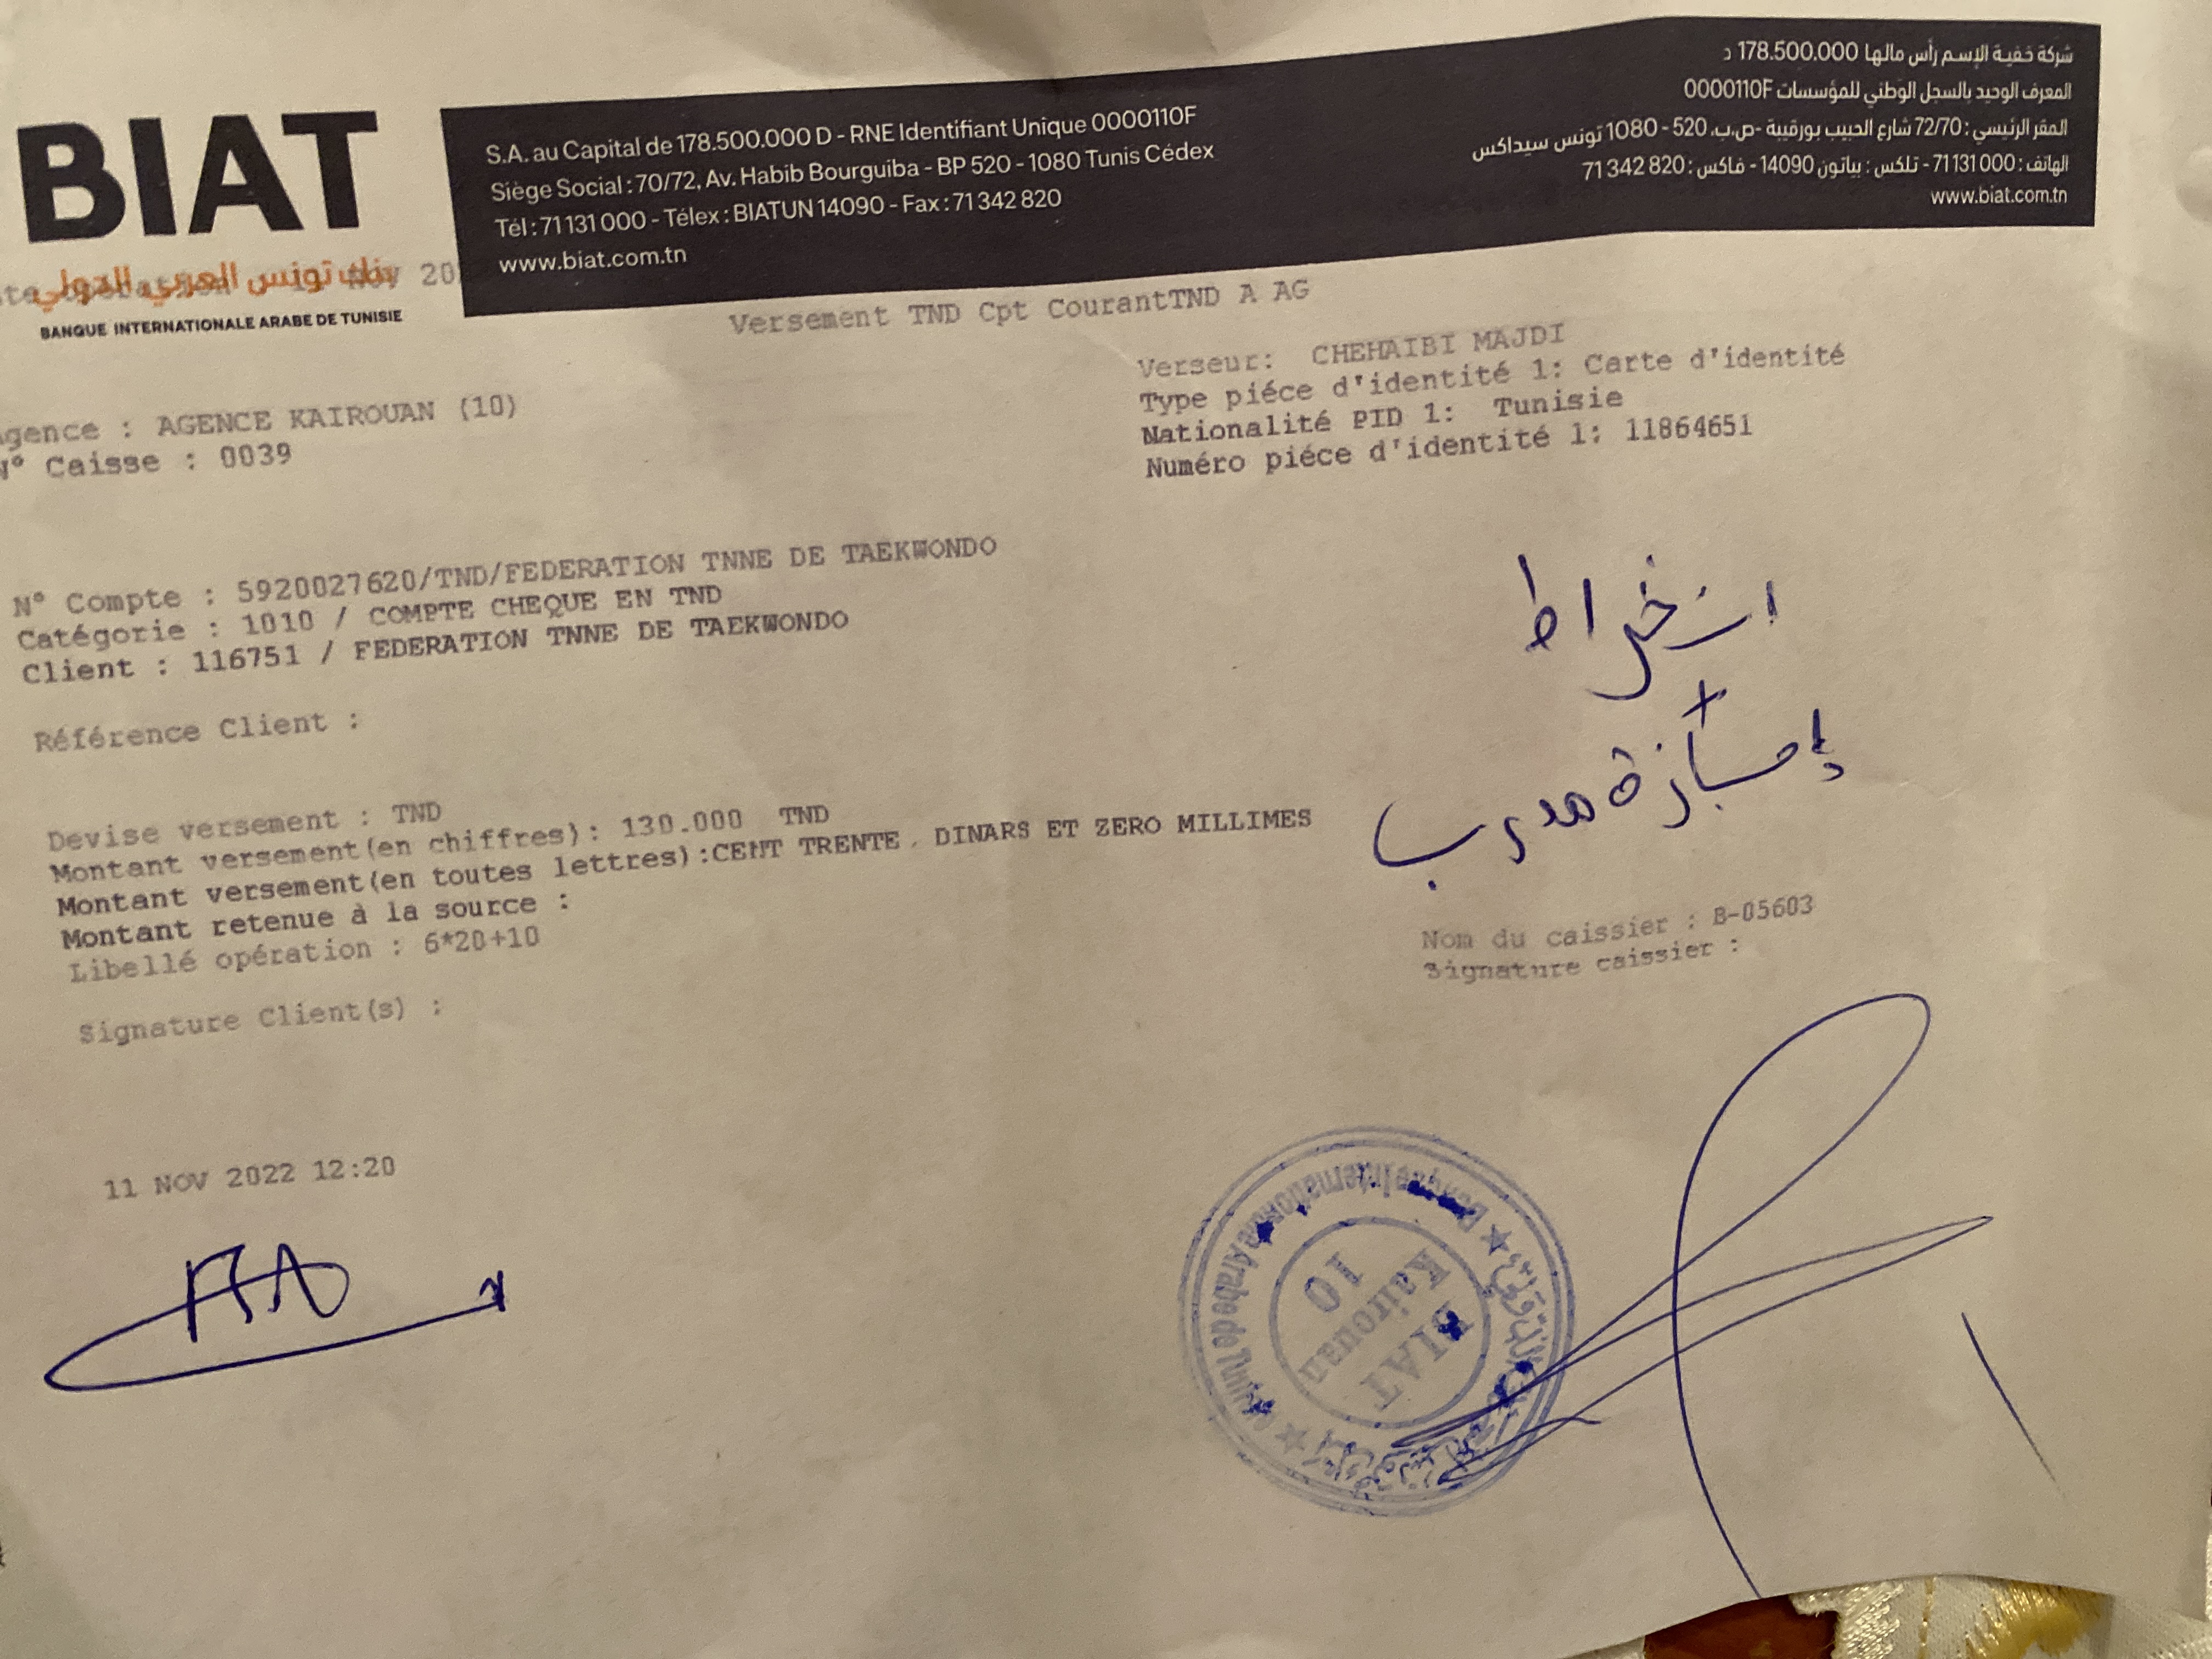 BIAT
بنك تونس العربي الدولي
BANQUE INTERNATIONALE ARABE DE TUNISIE
S.A. au Capital de 178.500.000 D - RNE Identifiant Unique 0000110F
Siège Social : 70/72, Av. Habib Bourguiba - BP 520 - 1080 Tunis Cédex
Tél : 71 131 000 - Télex : BIATUN 14090 - Fax : 71 342 820
www.biat.com.tn
شركة خفية الإسم رأس مالها 178.500.000 د
المعرف الوحيد بالسجل الوطني للمؤسسات 0000110F
المقر الرئيسي : 72/70 شارع الحبيب بورقيبة -ص.ب. 520 - 1080 تونس سيداكس
الهاتف : 71 131 000 - تلكس : بياتون 14090 - فاكس : 71 342 820
www.biat.com.tn
Nov 20
Versement TND Cpt CourantTND A AG
Verseur: CHEHAIBI MAJDI
Type piéce d'identité 1: Carte d'identité
Nationalité PID 1: Tunisie
Numéro piéce d'identité 1: 11864651
gence : AGENCE KAIROUAN (10)
N° Caisse : 0039
N° Compte : 5920027620/TND/FEDERATION TNNE DE TAEKWONDO
Catégorie : 1010 / COMPTE CHEQUE EN TND
Client : 116751 / FEDERATION TNNE DE TAEKWONDO
Référence Client :
انخراط
+
إجازة مدرب
Devise versement : TND
Montant versement(en chiffres): 130.000 TND
Montant versement(en toutes lettres):CENT TRENTE , DINARS ET ZERO MILLIMES
Montant retenue à la source :
Libellé opération : 6*20+10
Nom du caissier : B-05603
Signature caissier :
Signature Client(s) :
11 NOV 2022 12:20
Banque Internationale Arabe de Tunisie
BIAT
Kairouan
10